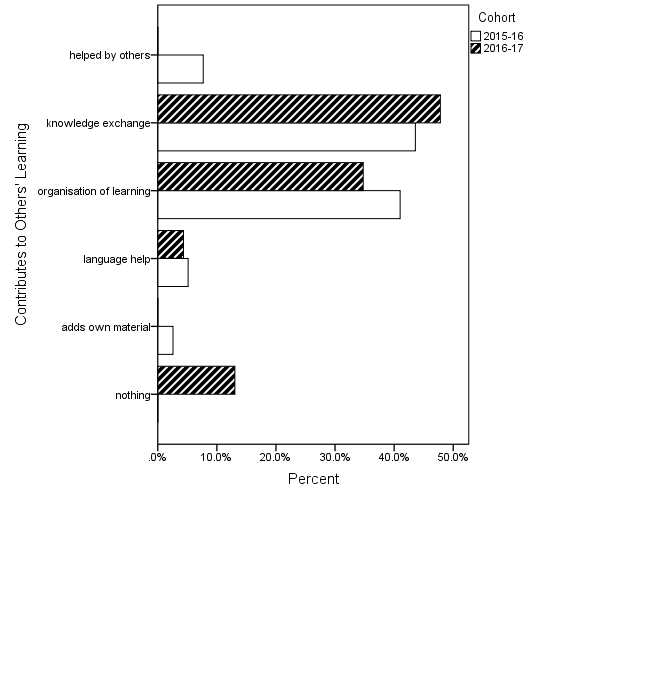 Cohort
2015-16
2016-17
helped by others
knowledge exchange
organisation of learning
language help
adds own material
nothing
Contributes to Others' Learning
.0%
10.0%
20.0%
30.0%
40.0%
50.0%
Percent